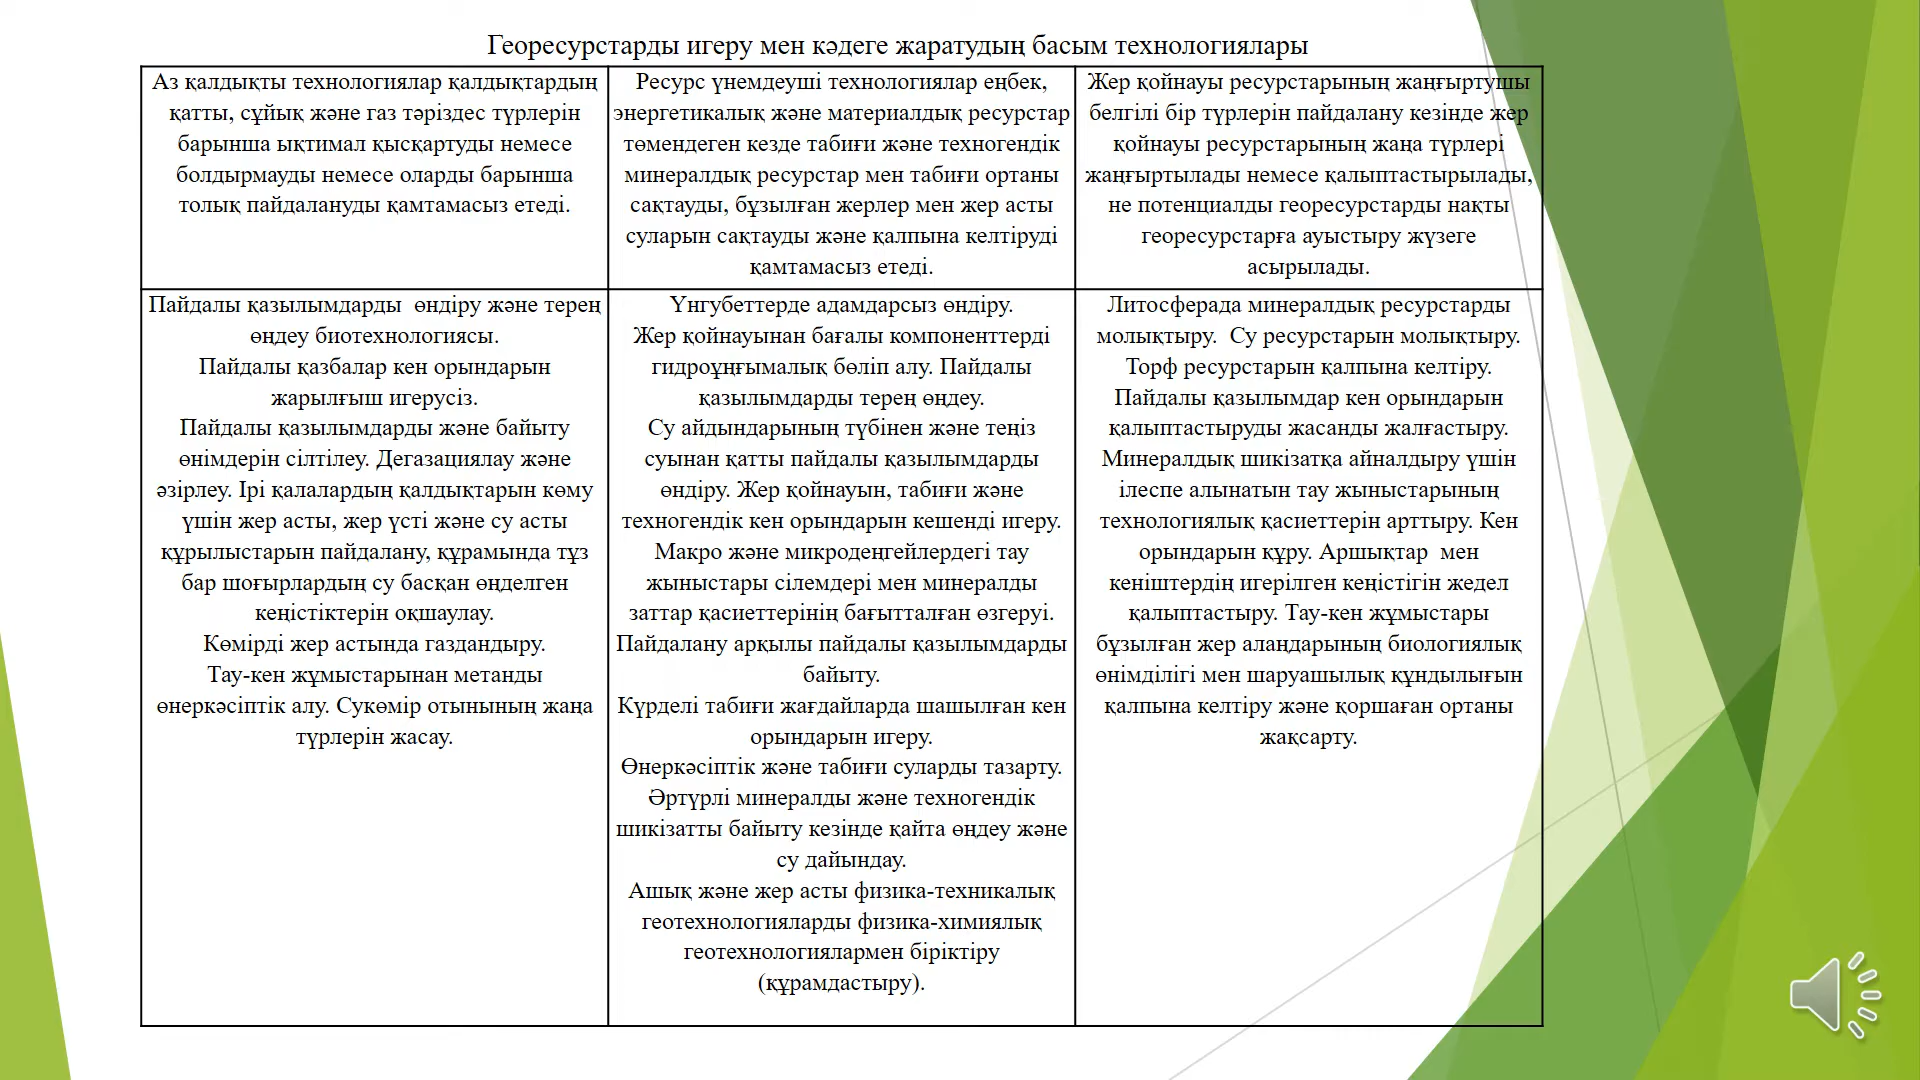 Георесурстарды игеру мен кәдеге жаратудың басым технологиялары
Аз қалдықты технологиялар қалдықтардың
қатты, сұйық және газ тәріздес түрлерін
барынша ықтимал қысқартуды немесе
болдырмауды немесе оларды барынша
толық пайдалануды қамтамасыз етеді.
Ресурс үнемдеуші технологиялар еңбек,
энергетикалық және материалдық ресурстар
төмендеген кезде табиғи және техногендік
минералдық ресурстар мен табиғи ортаны
сақтауды, бұзылған жерлер мен жер асты
суларын сақтауды және қалпына келтіруді
қамтамасыз етеді.
Жер қойнауы ресурстарының жаңғыртушы
белгілі бір түрлерін пайдалану кезінде жер
қойнауы ресурстарының жаңа түрлері
жаңғыртылады немесе қалыптастырылады,
не потенциалды георесурстарды нақты
георесурстарға ауыстыру жүзеге
асырылады.
Пайдалы қазылымдарды  өндіру және терең
өңдеу биотехнологиясы.
Пайдалы қазбалар кен орындарын
жарылғыш игерусіз.
Пайдалы қазылымдарды және байыту
өнімдерін сілтілеу. Дегазациялау және
әзірлеу. Ірі қалалардың қалдықтарын көму
үшін жер асты, жер үсті және су асты
құрылыстарын пайдалану, құрамында тұз
бар шоғырлардың су басқан өңделген
кеңістіктерін оқшаулау.
Көмірді жер астында газдандыру.
Тау-кен жұмыстарынан метанды
өнеркәсіптік алу. Сукөмір отынының жаңа
түрлерін жасау.
Үнгубеттерде адамдарсыз өндіру.
Жер қойнауынан бағалы компоненттерді
гидроұңғымалық бөліп алу. Пайдалы
қазылымдарды терең өңдеу.
Су айдындарының түбінен және теңіз
суынан қатты пайдалы қазылымдарды
өндіру. Жер қойнауын, табиғи және
техногендік кен орындарын кешенді игеру.
Макро және микродеңгейлердегі тау
жыныстары сілемдері мен минералды
заттар қасиеттерінің бағытталған өзгеруі.
Пайдалану арқылы пайдалы қазылымдарды
байыту.
Күрделі табиғи жағдайларда шашылған кен
орындарын игеру.
Өнеркәсіптік және табиғи суларды тазарту.
Әртүрлі минералды және техногендік
шикізатты байыту кезінде қайта өңдеу және
су дайындау.
Ашық және жер асты физика-техникалық
геотехнологияларды физика-химиялық
геотехнологиялармен біріктіру
(құрамдастыру).
Литосферада минералдық ресурстарды
молықтыру.  Су ресурстарын молықтыру.
Торф ресурстарын қалпына келтіру.
Пайдалы қазылымдар кен орындарын
қалыптастыруды жасанды жалғастыру.
Минералдық шикізатқа айналдыру үшін
ілеспе алынатын тау жыныстарының
технологиялық қасиеттерін арттыру. Кен
орындарын құру. Аршықтар  мен
кеніштердің игерілген кеңістігін жедел
қалыптастыру. Тау-кен жұмыстары
бұзылған жер алаңдарының биологиялық
өнімділігі мен шаруашылық құндылығын
қалпына келтіру және қоршаған ортаны
жақсарту.